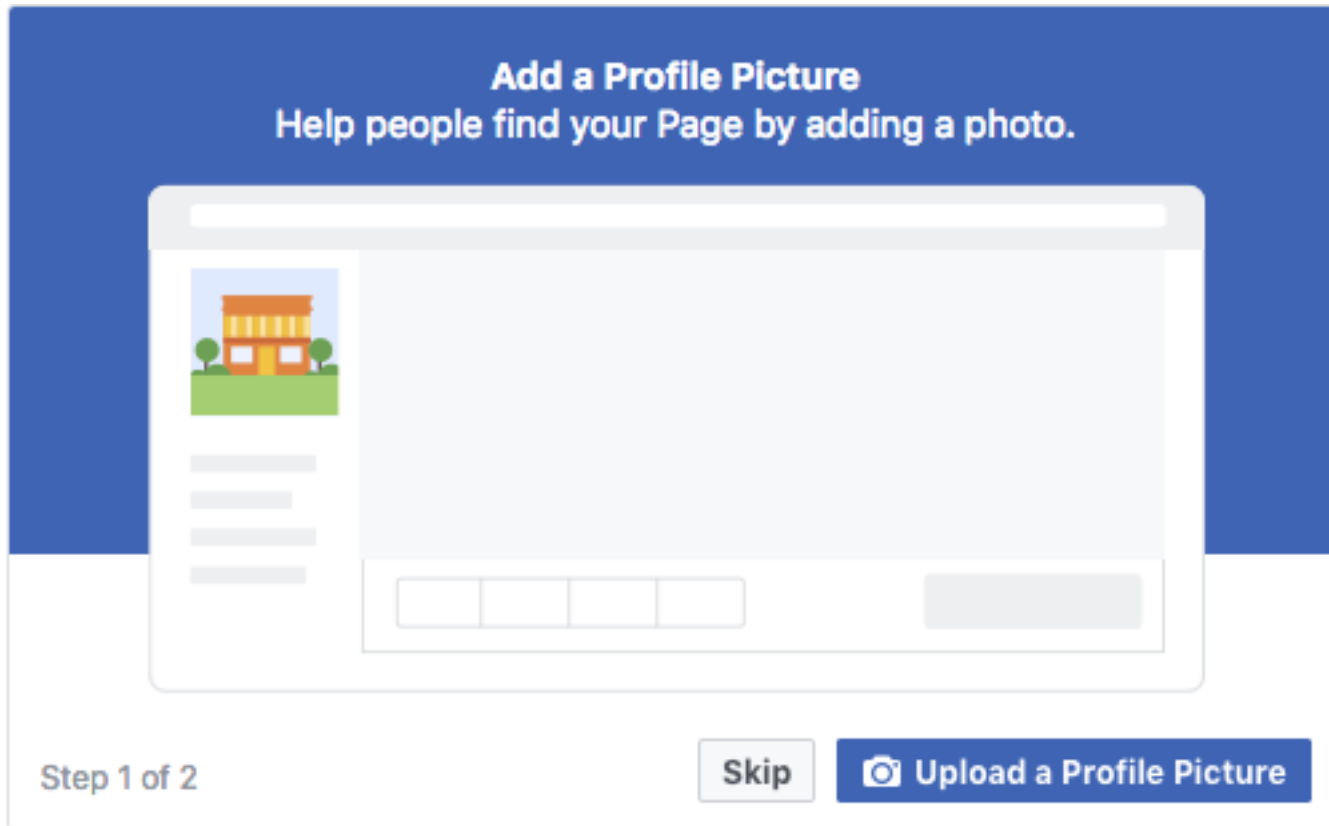 Add a Profile Picture
Help people find your Page by adding a photo.
Step 1 of 2
Skip
Upload a Profile Picture